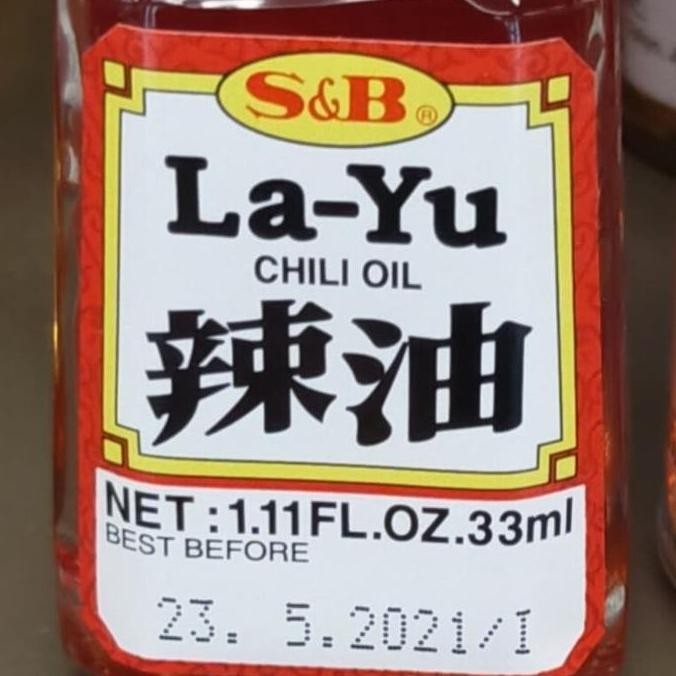 S&B®
La-Yu
CHILI OIL
辣油
NET : 1.11FL.OZ.33ml
BEST BEFORE
23. 5.2021/I